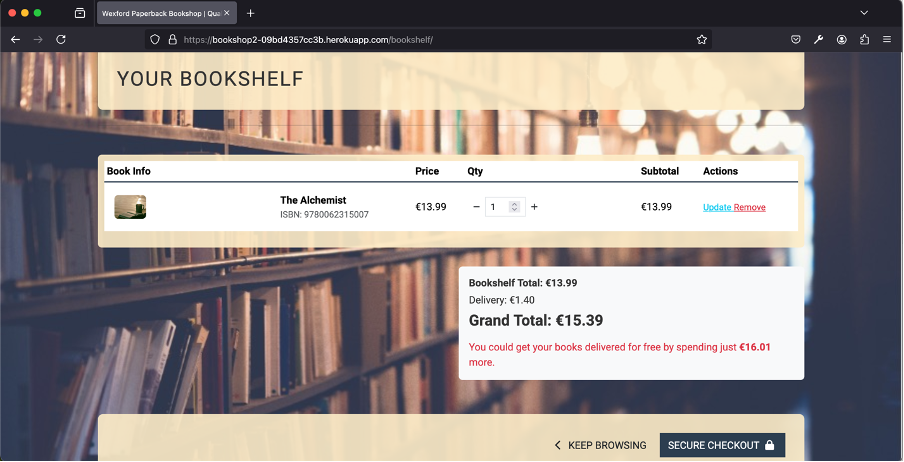 Wexford Paperback Bookshop | Qua
https://bookshop2-09bd4357cc3b.herokuapp.com/bookshelf/
YOUR BOOKSHELF
Book Info Price Qty Subtotal Actions
The Alchemist
ISBN: 9780062315007
€13.99 − 1 + €13.99 Update Remove
Bookshelf Total: €13.99
Delivery: €1.40
Grand Total: €15.39
You could get your books delivered for free by spending just €16.01
more.
KEEP BROWSING SECURE CHECKOUT